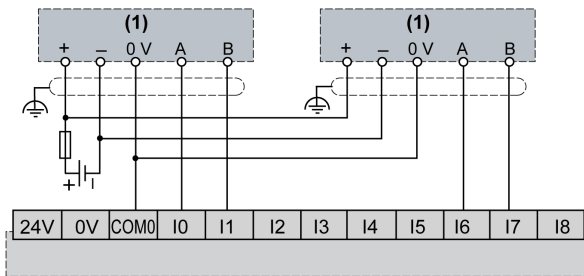 (1) (1)
+ – 0 V A B + – 0 V A B
+ I
24V 0V COM0 I0 I1 I2 I3 I4 I5 I6 I7 I8